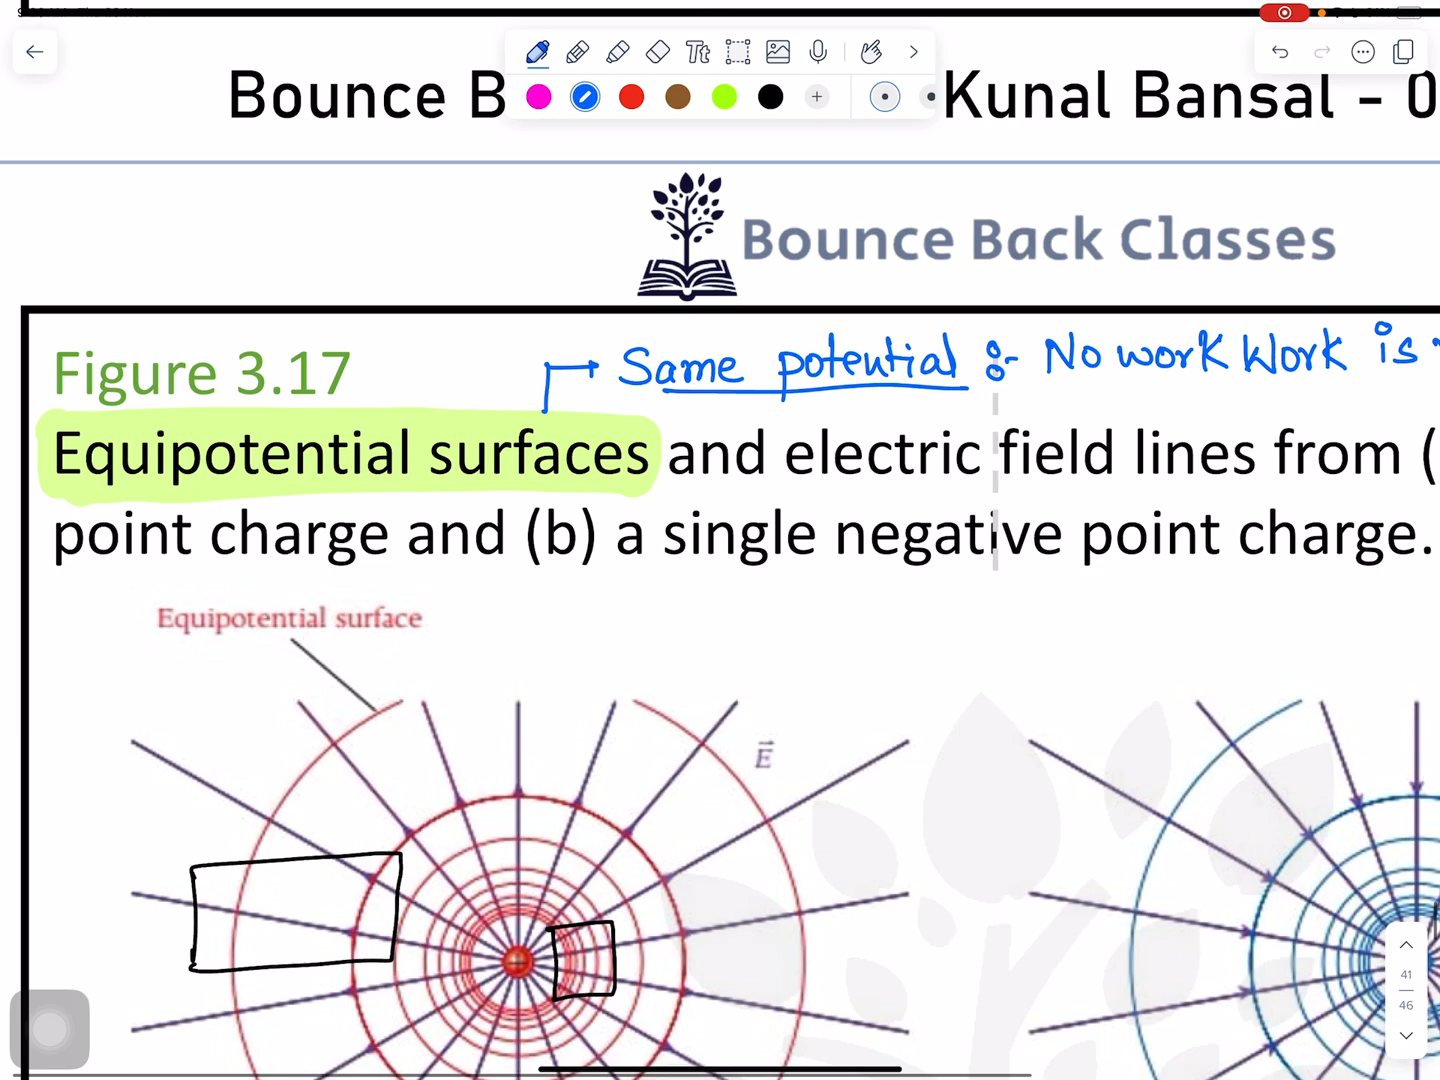 Tt
Bounce B Kunal Bansal - 0
Bounce Back Classes
Figure 3.17
Same potential No work Work is
Equipotential surfaces and electric field lines from (
point charge and (b) a single negative point charge.
Equipotential surface
E
41
46